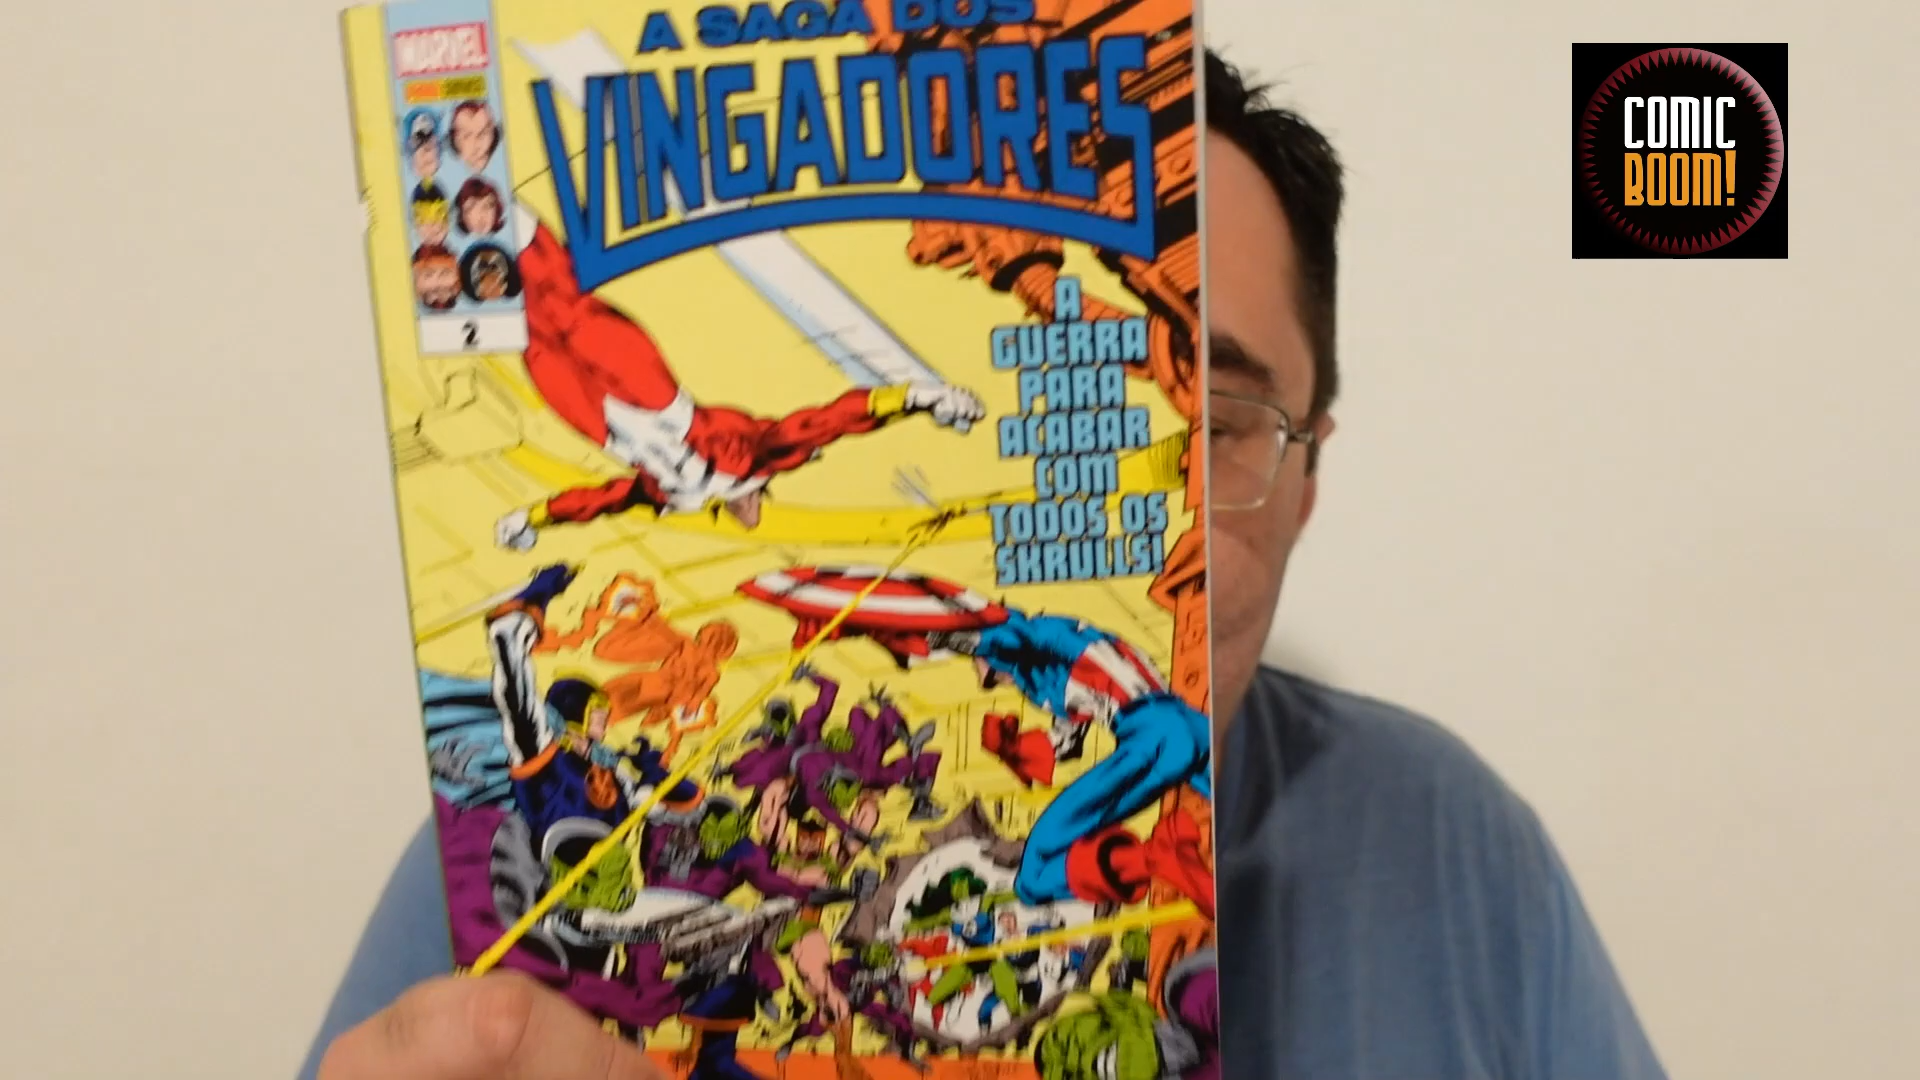 A SAGA DOS
VINGADORES
MARVEL
2
A
GUERRA
PARA
ACABAR
COM
TODOS OS
SKRULLS!
COMIC
BOOM!